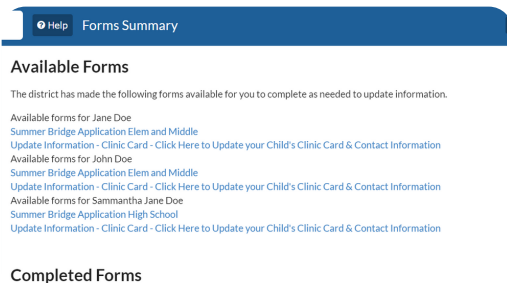 Help Forms Summary
Available Forms
The district has made the following forms available for you to complete as needed to update information.
Available forms for Jane Doe
Summer Bridge Application Elem and Middle
Update Information - Clinic Card - Click Here to Update your Child's Clinic Card & Contact Information
Available forms for John Doe
Summer Bridge Application Elem and Middle
Update Information - Clinic Card - Click Here to Update your Child's Clinic Card & Contact Information
Available forms for Sammantha Jane Doe
Summer Bridge Application High School
Update Information - Clinic Card - Click Here to Update your Child's Clinic Card & Contact Information
Completed Forms